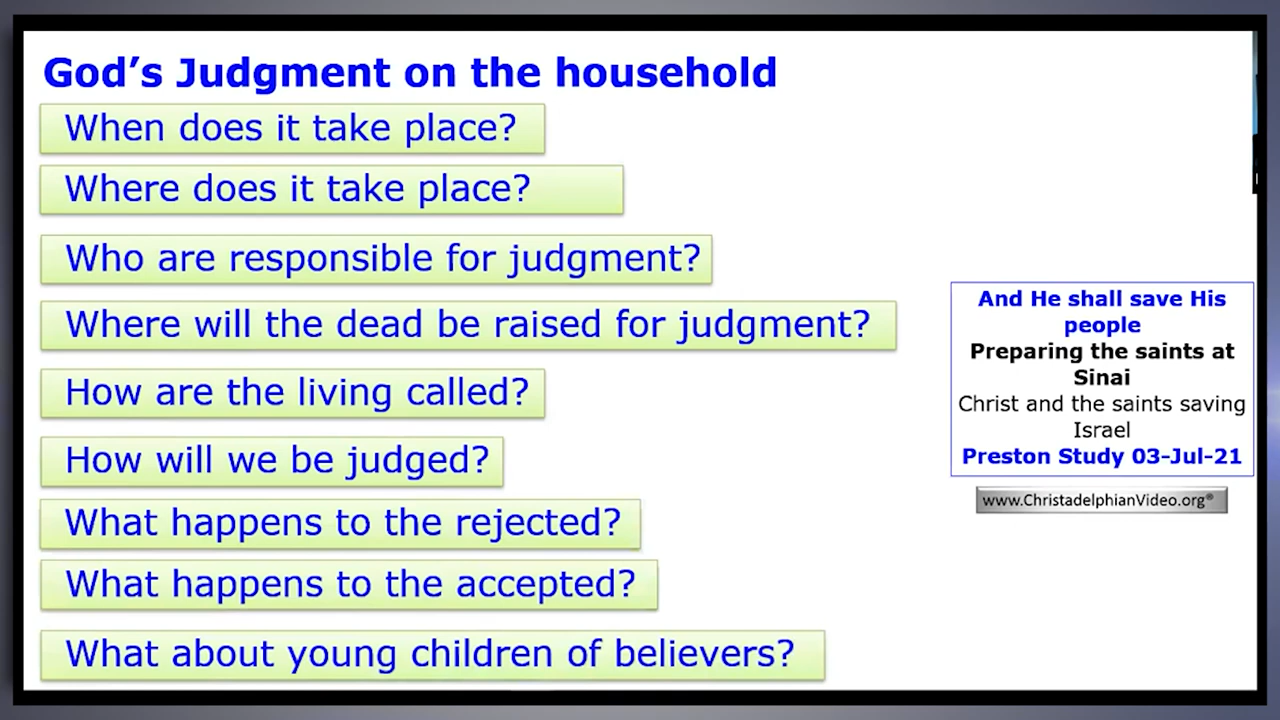 God’s Judgment on the household
When does it take place?
Where does it take place?
Who are responsible for judgment?
Where will the dead be raised for judgment?
How are the living called?
How will we be judged?
What happens to the rejected?
What happens to the accepted?
What about young children of believers?
And He shall save His
people
Preparing the saints at
Sinai
Christ and the saints saving
Israel
Preston Study 03-Jul-21
www.ChristadelphianVideo.org®